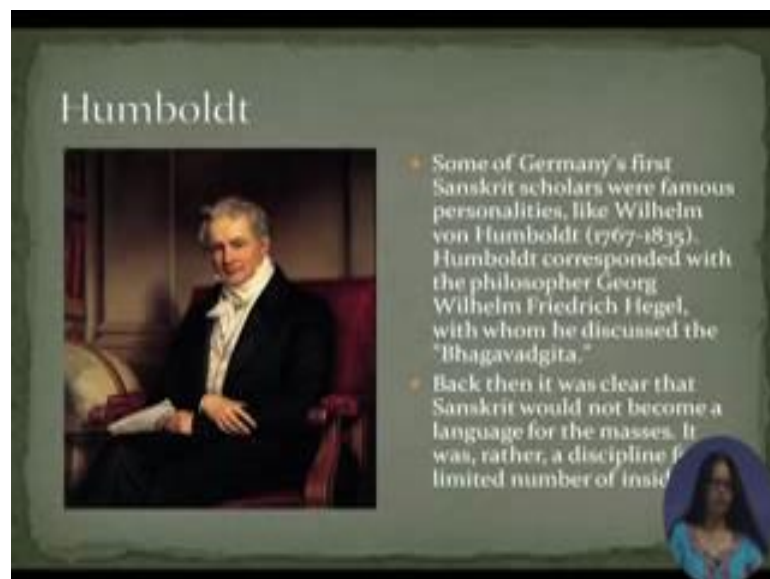 Humboldt
Some of Germany's first
Sanskrit scholars were famous
personalities, like Wilhelm
von Humboldt (1767-1835).
Humboldt corresponded with
the philosopher Georg
Wilhelm Friedrich Hegel,
with whom he discussed the
"Bhagavadgita."
Back then it was clear that
Sanskrit would not become a
language for the masses. It
was, rather, a discipline
limited number of